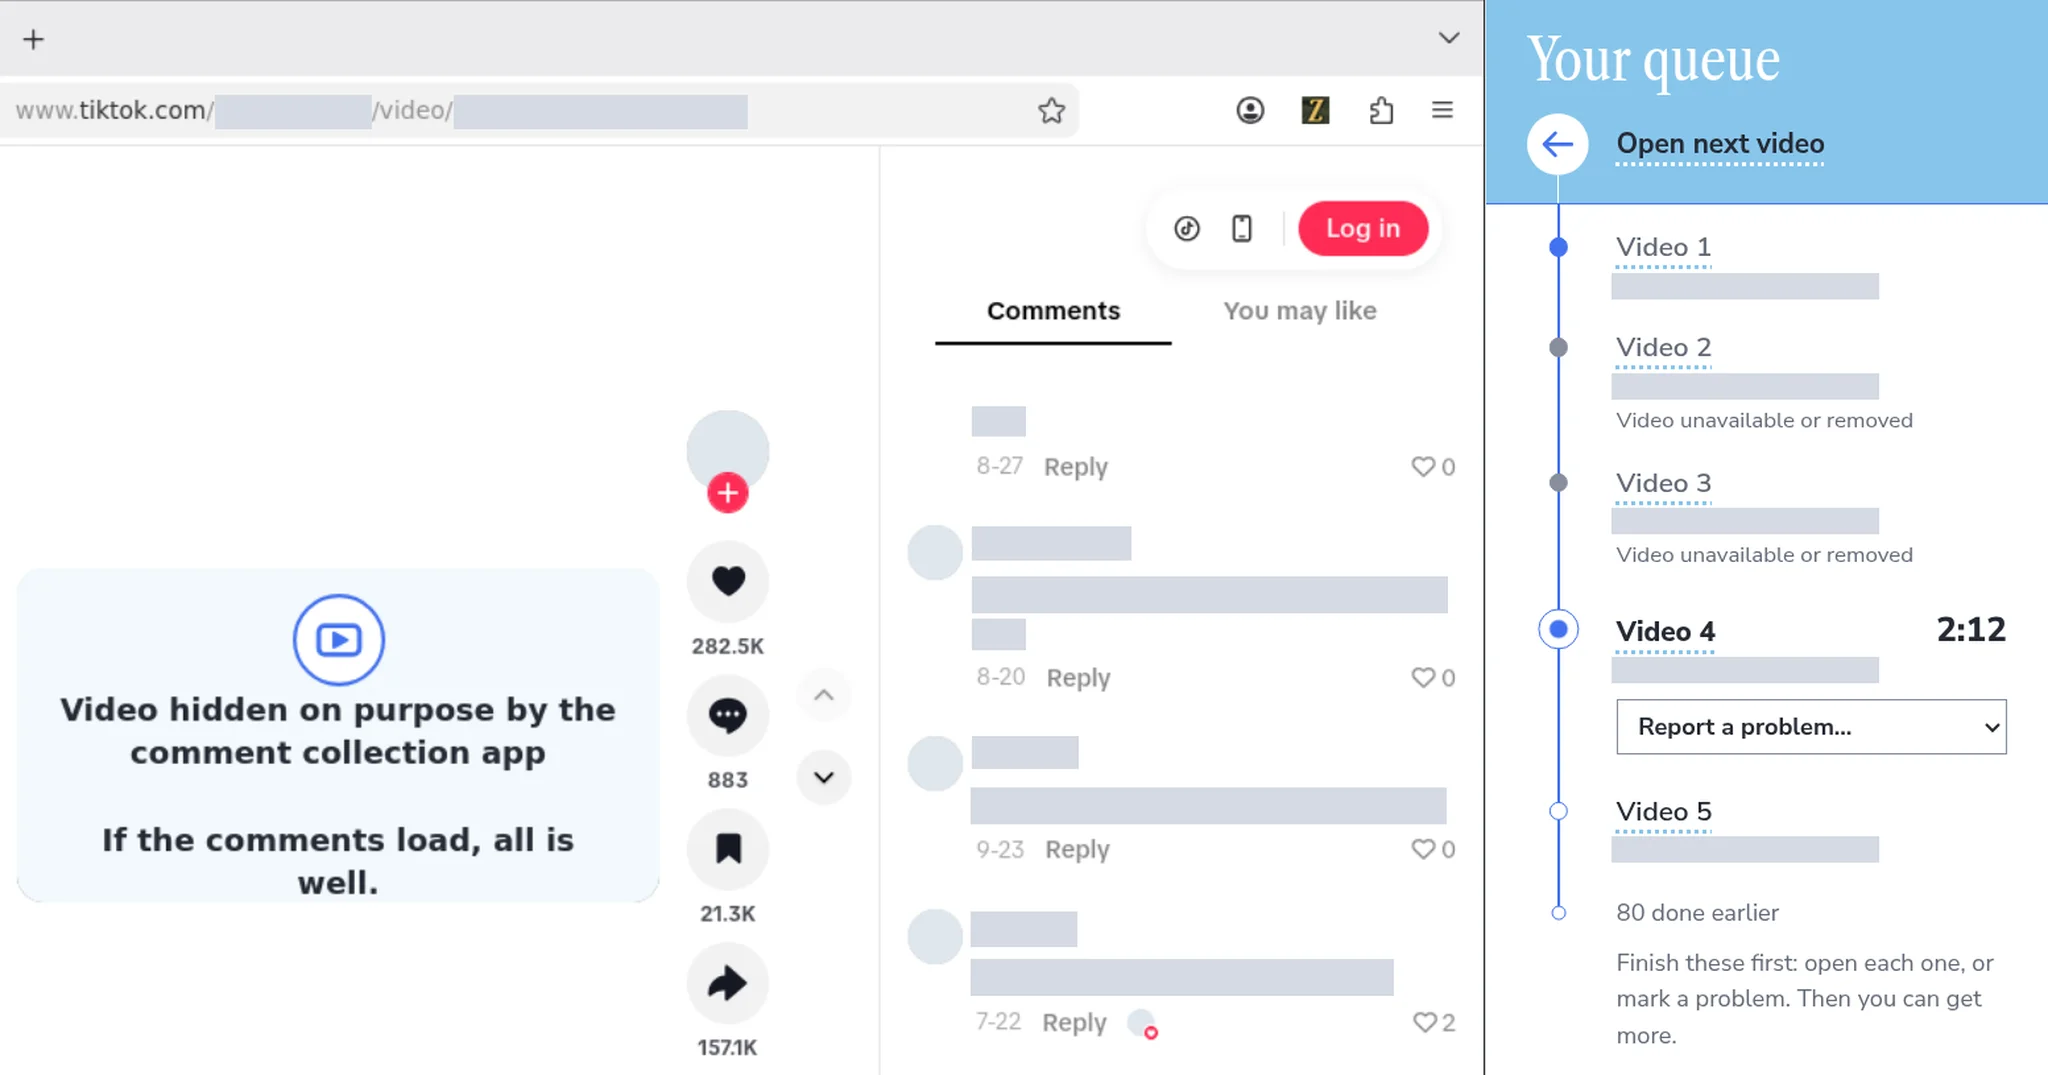 www.tiktok.com/ /video/
Z
Log in
Comments
You may like
8-27 Reply 0
8-20 Reply 0
9-23 Reply 0
7-22 Reply 2
282.5K
883
21.3K
157.1K
Video hidden on purpose by the
comment collection app
If the comments load, all is
well.
Your queue
Open next video
Video 1
Video 2
Video unavailable or removed
Video 3
Video unavailable or removed
Video 4 2:12
Report a problem...
Video 5
80 done earlier
Finish these first: open each one, or
mark a problem. Then you can get
more.